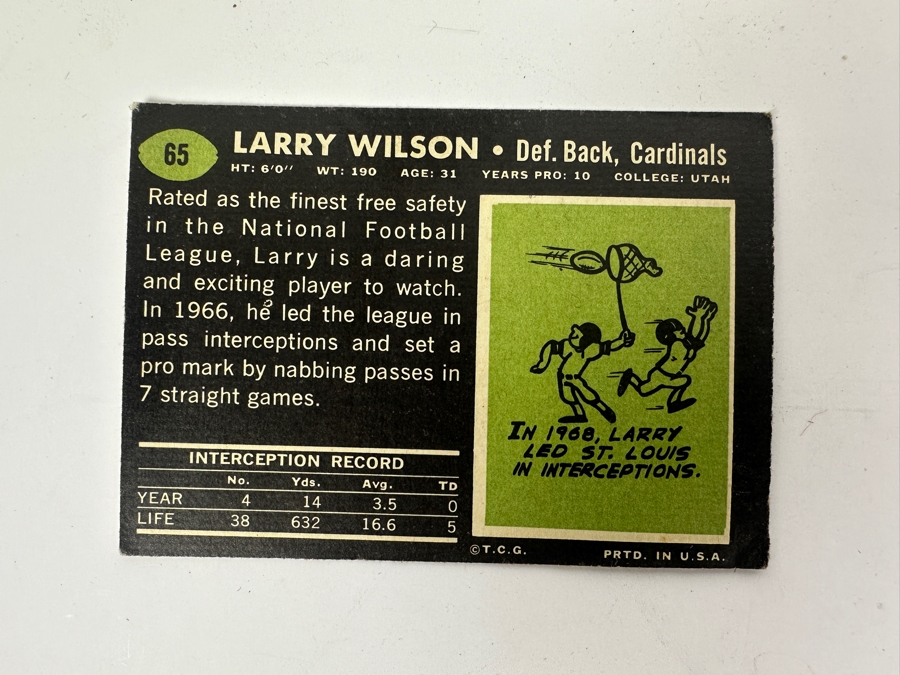 65
LARRY WILSON • Def. Back, Cardinals
HT: 6'0" WT: 190 AGE: 31 YEARS PRO: 10 COLLEGE: UTAH
Rated as the finest free safety
in the National Football
League, Larry is a daring
and exciting player to watch.
In 1966, he led the league in
pass interceptions and set a
pro mark by nabbing passes in
7 straight games.
INTERCEPTION RECORD
No. Yds. Avg. TD
YEAR 4 14 3.5 0
LIFE 38 632 16.6 5
IN 1968, LARRY
LED ST. LOUIS
IN INTERCEPTIONS.
©T.C.G. PRTD. IN U.S.A.